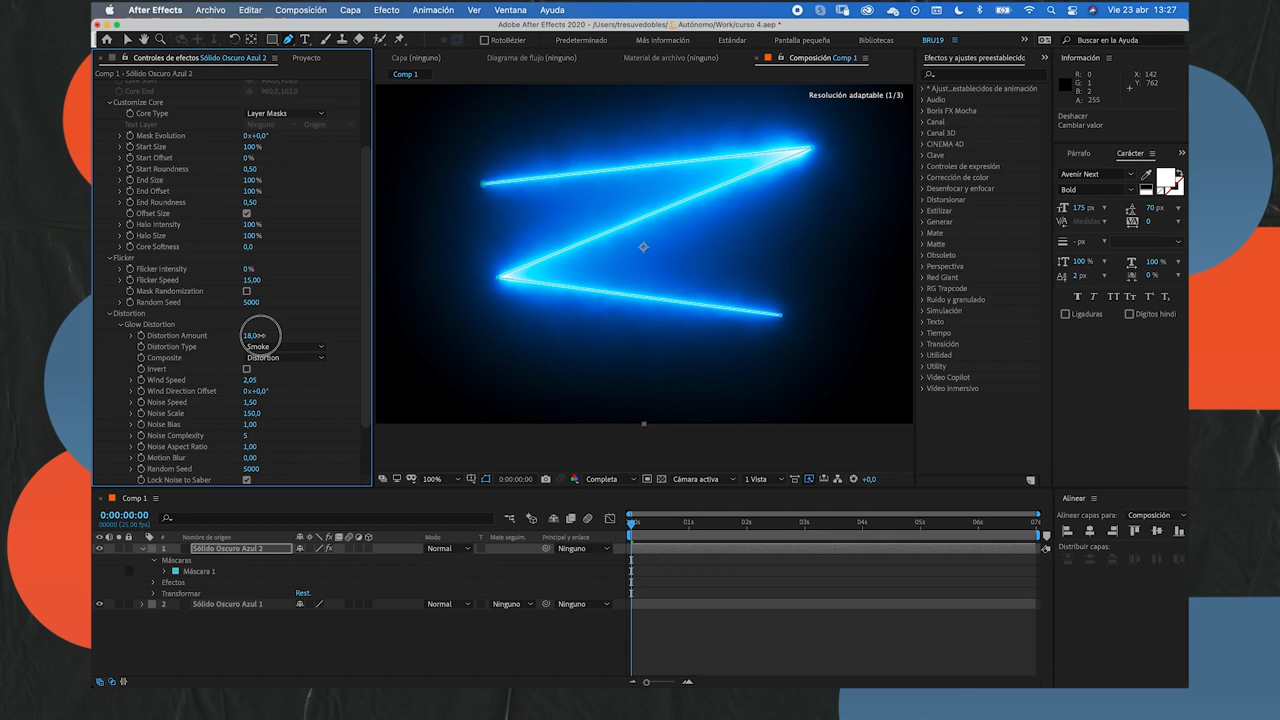 After Effects Archivo Editar Composición Capa Efecto Animación Ver Ventana Ayuda Vie 23 abr 13:27
Adobe After Effects 2020 - /Users/tresuvedobles/ Autónomo/Work/curso 4.aep *
RotoBézier Predeterminado Más información Estándar Pantalla pequeña Bibliotecas BRU19 Buscar en la Ayuda
Controles de efectos Sólido Oscuro Azul 2 Proyecto
Comp 1 - Sólido Oscuro Azul 2
Core End 960,0,162,0
Customize Core
Core Type Layer Masks
Text Layer Ninguno Origen
Mask Evolution 0x+0,0°
Start Size 100%
Start Offset 0%
Start Roundness 0,50
End Size 100%
End Offset 100%
End Roundness 0,50
Offset Size
Halo Intensity 100%
Halo Size 100%
Core Softness 0,0
Flicker
Flicker Intensity 0%
Flicker Speed 15,00
Mask Randomization
Random Seed 5000
Distortion
Glow Distortion
Distortion Amount 18,0
Distortion Type Smoke
Composite Distortion
Invert
Wind Speed 2,05
Wind Direction Offset 0x+0,0°
Noise Speed 1,50
Noise Scale 150,0
Noise Bias 1,00
Noise Complexity 5
Noise Aspect Ratio 1,00
Motion Blur 0,00
Random Seed 5000
Lock Noise to Saber
Capa (ninguno) Diagrama de flujo (ninguno) Material de archivo (ninguno) Composición Comp 1
Comp 1
Resolución adaptable (1/3)
100% 0:00:00:00 Completa Cámara activa 1 Vista +0,0
Efectos y ajustes preestablecidc
* Ajust...stablecidos de animación
Audio
Boris FX Mocha
Canal
Canal 3D
CINEMA 4D
Clave
Controles de expresión
Corrección de color
Desenfocar y enfocar
Distorsionar
Estilizar
Generar
Mate
Matte
Obsoleto
Perspectiva
Red Giant
RG Trapcode
Ruido y granulado
Simulación
Texto
Tiempo
Transición
Utilidad
Utility
Video Copilot
Vídeo inmersivo
Información
R: 0
G: 1
B: 2
A: 255
X: 142
Y: 762
Deshacer
Cambiar valor
Párrafo Carácter
Avenir Next
Bold
175 px 70 px
Medidas 0
- px
100 % 100 %
2 px 0 %
T T TT Tr T¹ T₁
Ligaduras Dígitos hindi
Comp 1
0:00:00:00
00000 (25.00 fps)
# Nombre de origen Modo T Mate seguim. Principal y enlace
1 Sólido Oscuro Azul 2 Normal Ninguno
Máscaras
Máscara 1
Efectos
Transformar Rest.
2 Sólido Oscuro Azul 1 Normal Ninguno Ninguno
01s 02s 03s 04s 05s 06s 07s
Alinear
Alinear capas para: Composición
Distribuir capas: